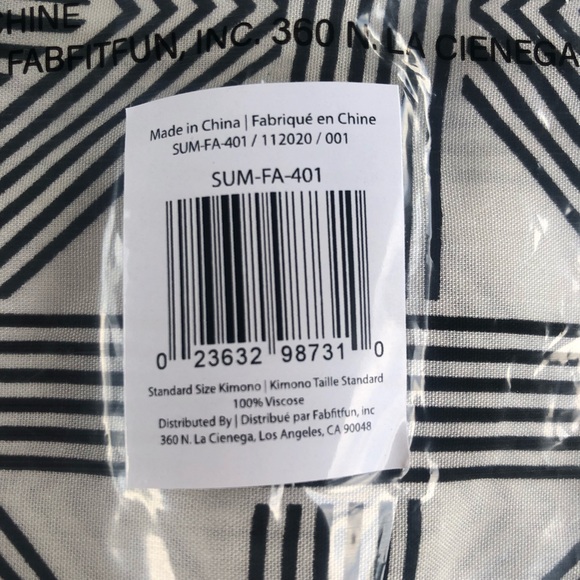 CHINE
FABFITFUN, INC. 360 N. LA CIENEGA
Made in China | Fabriqué en Chine
SUM-FA-401 / 112020 / 001
SUM-FA-401
0 23632 98731 0
Standard Size Kimono | Kimono Taille Standard
100% Viscose
Distributed By | Distribué par Fabfitfun, inc
360 N. La Cienega, Los Angeles, CA 90048